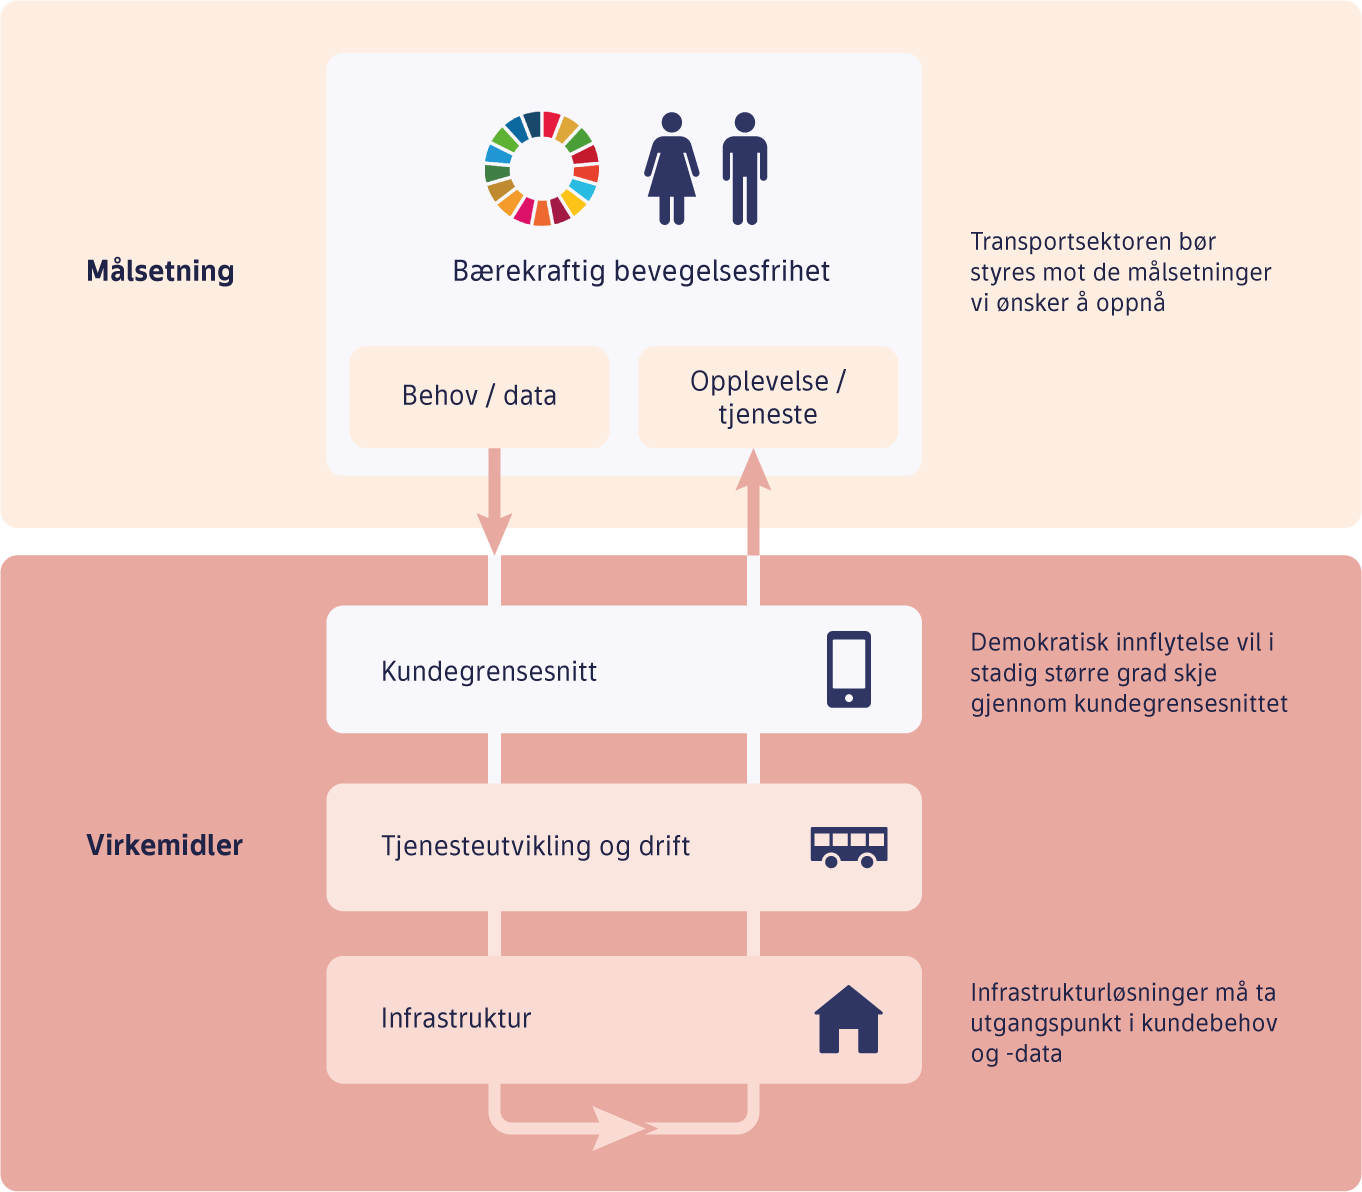 Målsetning
Bærekraftig bevegelsesfrihet
Behov / data
Opplevelse /
tjeneste
Transportsektoren bør
styres mot de målsetninger
vi ønsker å oppnå
Virkemidler
Kundegrensesnitt
Demokratisk innflytelse vil i
stadig større grad skje
gjennom kundegrensesnittet
Tjenesteutvikling og drift
Infrastruktur
Infrastrukturløsninger må ta
utgangspunkt i kundebehov
og -data